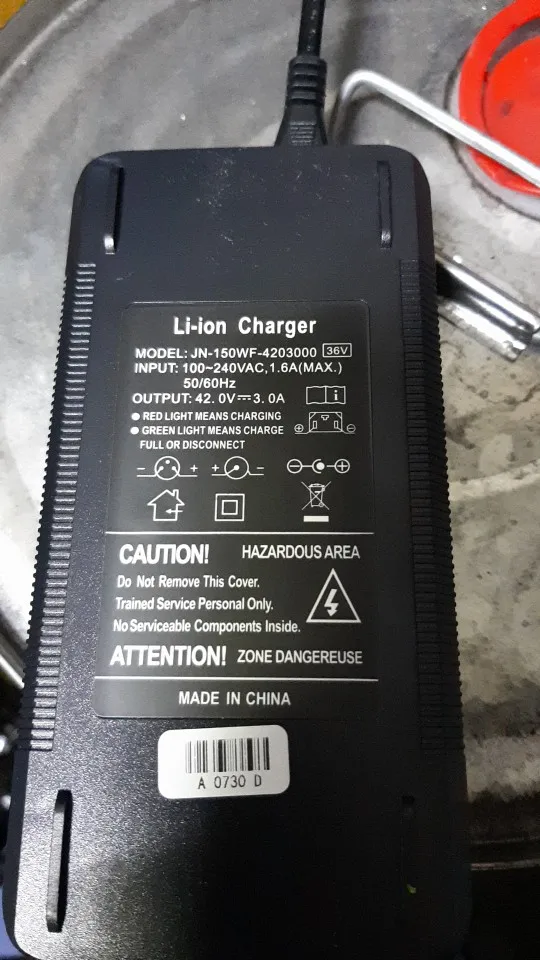 Li-ion Charger
MODEL: JN-150WF-4203000 36V
INPUT: 100~240VAC,1.6A(MAX.)
50/60Hz
OUTPUT: 42.0V⎓3.0A
● RED LIGHT MEANS CHARGING
● GREEN LIGHT MEANS CHARGE
FULL OR DISCONNECT
CAUTION! HAZARDOUS AREA
Do Not Remove This Cover.
Trained Service Personal Only.
No Serviceable Components Inside.
ATTENTION! ZONE DANGEREUSE
MADE IN CHINA
A 0730 D